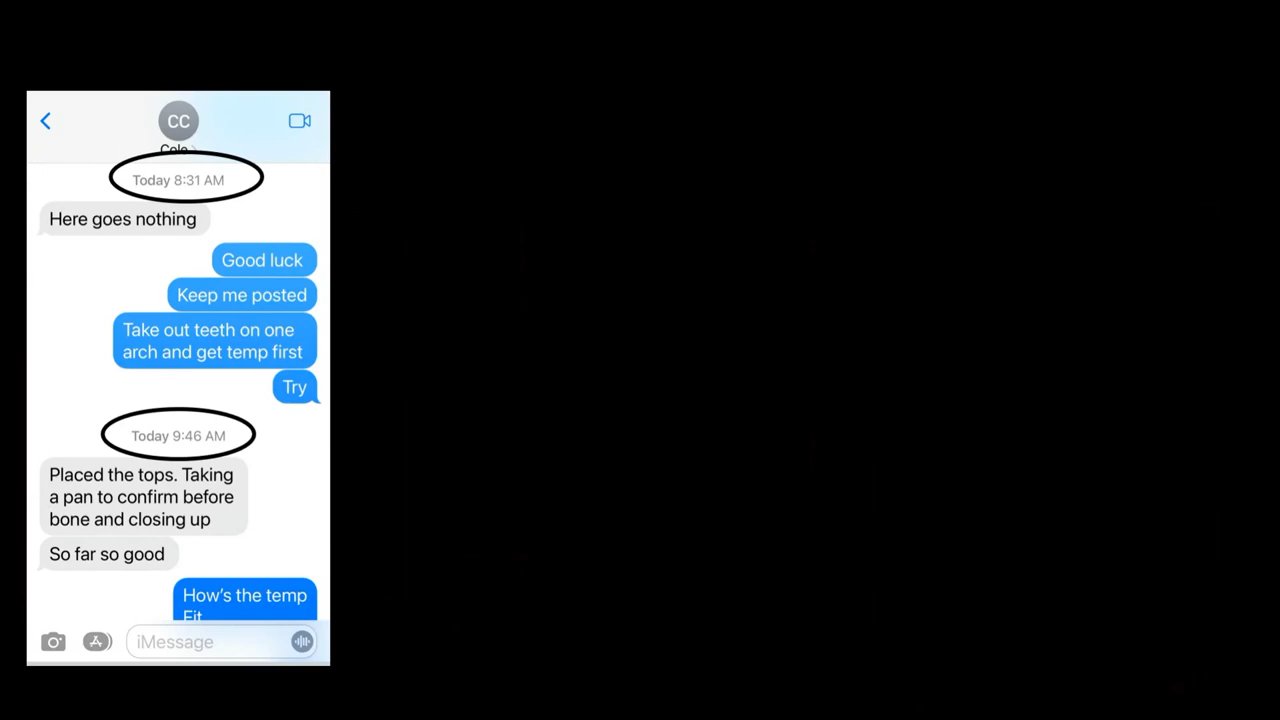 CC
Cole
Today 8:31 AM
Here goes nothing
Good luck
Keep me posted
Take out teeth on one
arch and get temp first
Try
Today 9:46 AM
Placed the tops. Taking
a pan to confirm before
bone and closing up
So far so good
How's the temp
Fit
iMessage